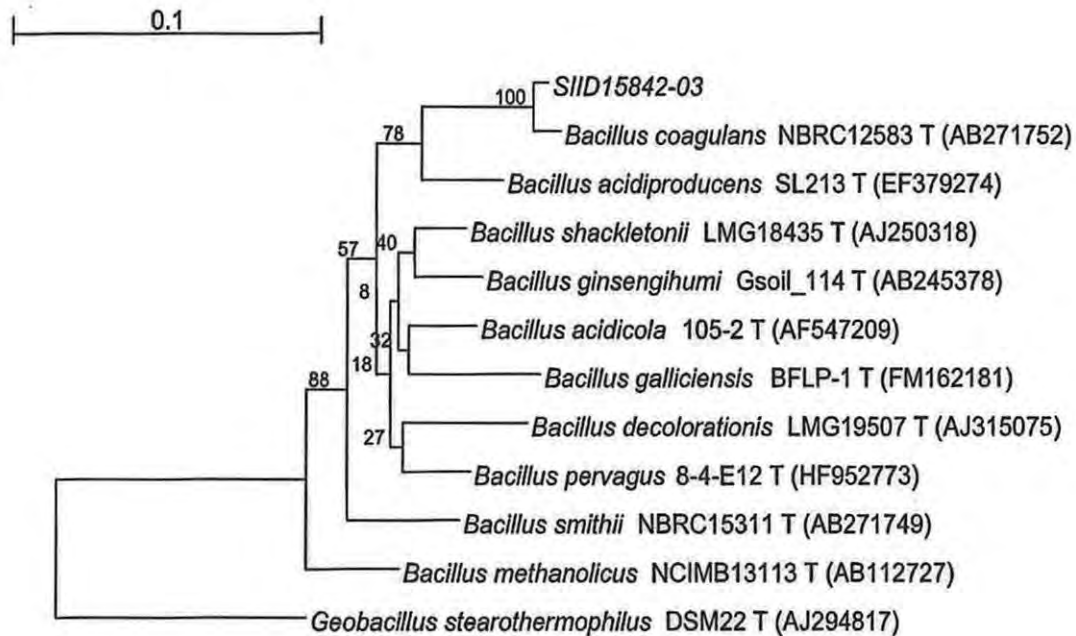 0.1
SIID15842-03
100
Bacillus coagulans NBRC12583 T (AB271752)
78
Bacillus acidiproducens SL213 T (EF379274)
Bacillus shackletonii LMG18435 T (AJ250318)
40
57
Bacillus ginsengihumi Gsoil_114 T (AB245378)
8
Bacillus acidicola 105-2 T (AF547209)
32
18
Bacillus galliciensis BFLP-1 T (FM162181)
88
Bacillus decolorationis LMG19507 T (AJ315075)
27
Bacillus pervagus 8-4-E12 T (HF952773)
Bacillus smithii NBRC15311 T (AB271749)
Bacillus methanolicus NCIMB13113 T (AB112727)
Geobacillus stearothermophilus DSM22 T (AJ294817)